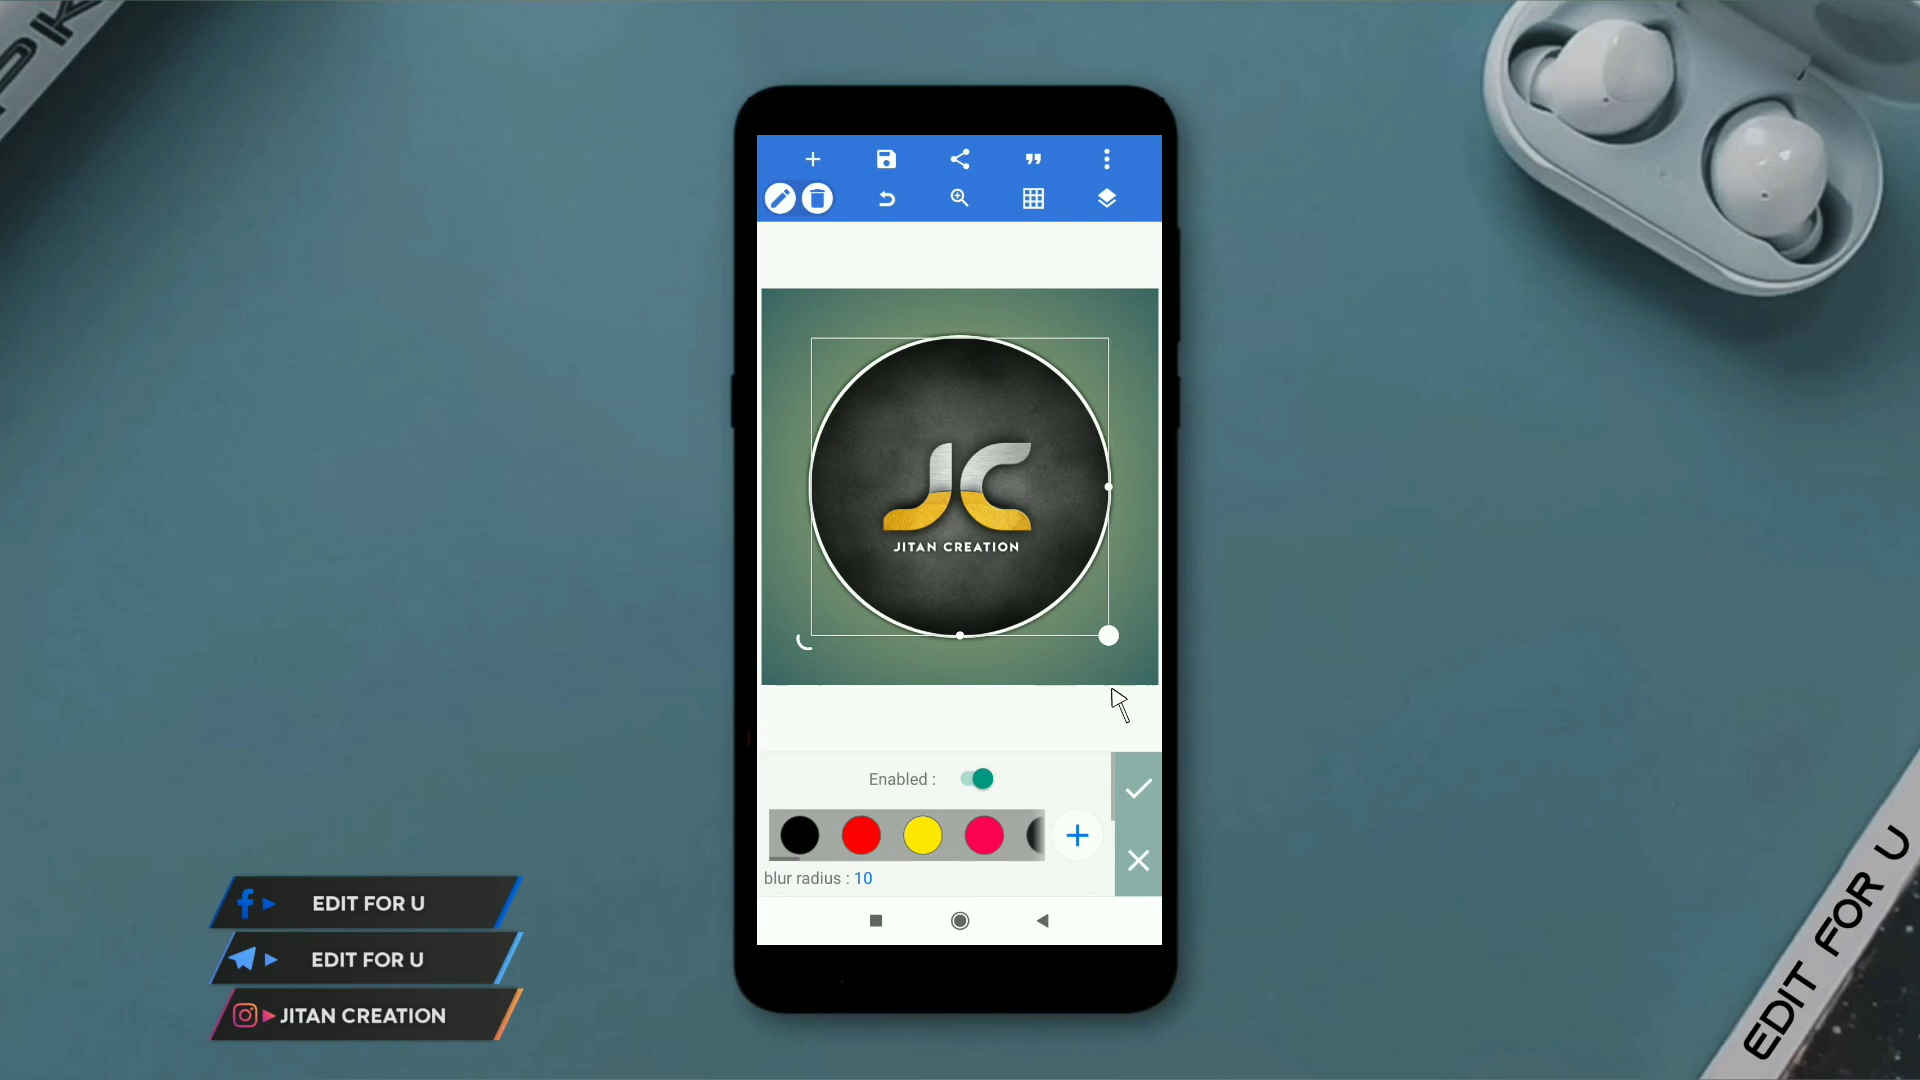 JC
JITAN CREATION
Enabled :
blur radius : 10
EDIT FOR U
EDIT FOR U
JITAN CREATION
EDIT FOR U